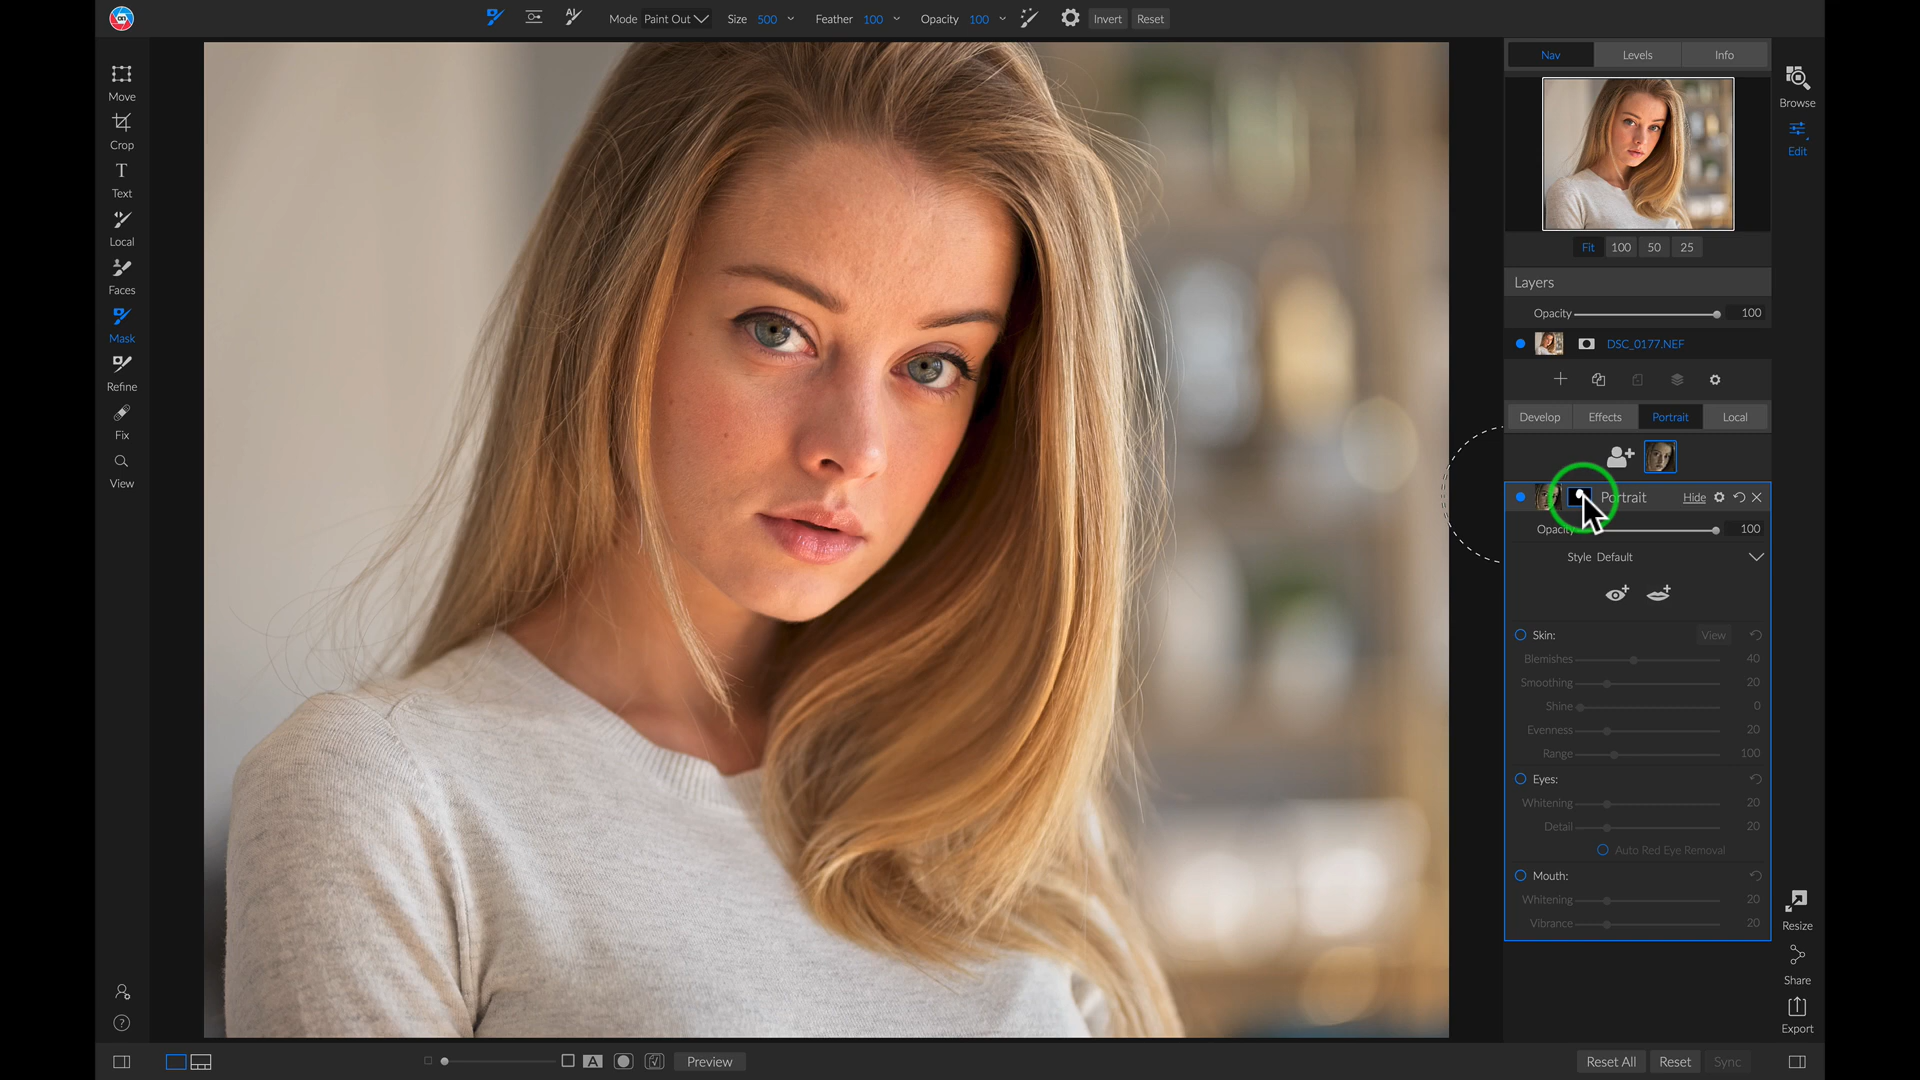 Mode Paint Out Size 500 Feather 100 Opacity 100 Invert Reset
Move
Crop
Text
Local
Faces
Mask
Refine
Fix
View
Nav Levels Info
Fit 100 50 25
Layers
Opacity 100
DSC_0177.NEF
Develop Effects Portrait Local
Portrait Hide
Opacity 100
Style Default
Skin: View
Blemishes 40
Smoothing 20
Shine 0
Evenness 20
Range 100
Eyes:
Whitening 20
Detail 20
Auto Red Eye Removal
Mouth:
Whitening 20
Vibrance 20
Browse
Edit
Resize
Share
Export
A Preview
Reset All Reset Sync